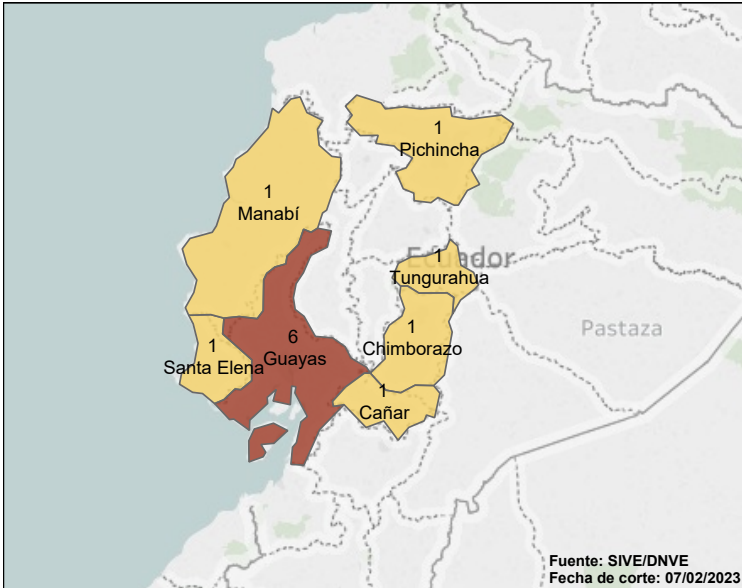 1
Pichincha
1
Manabí
Ecuador
1
Tungurahua
Pastaza
6
Guayas
1
Chimborazo
1
Santa Elena
1
Cañar
Fuente: SIVE/DNVE
Fecha de corte: 07/02/2023